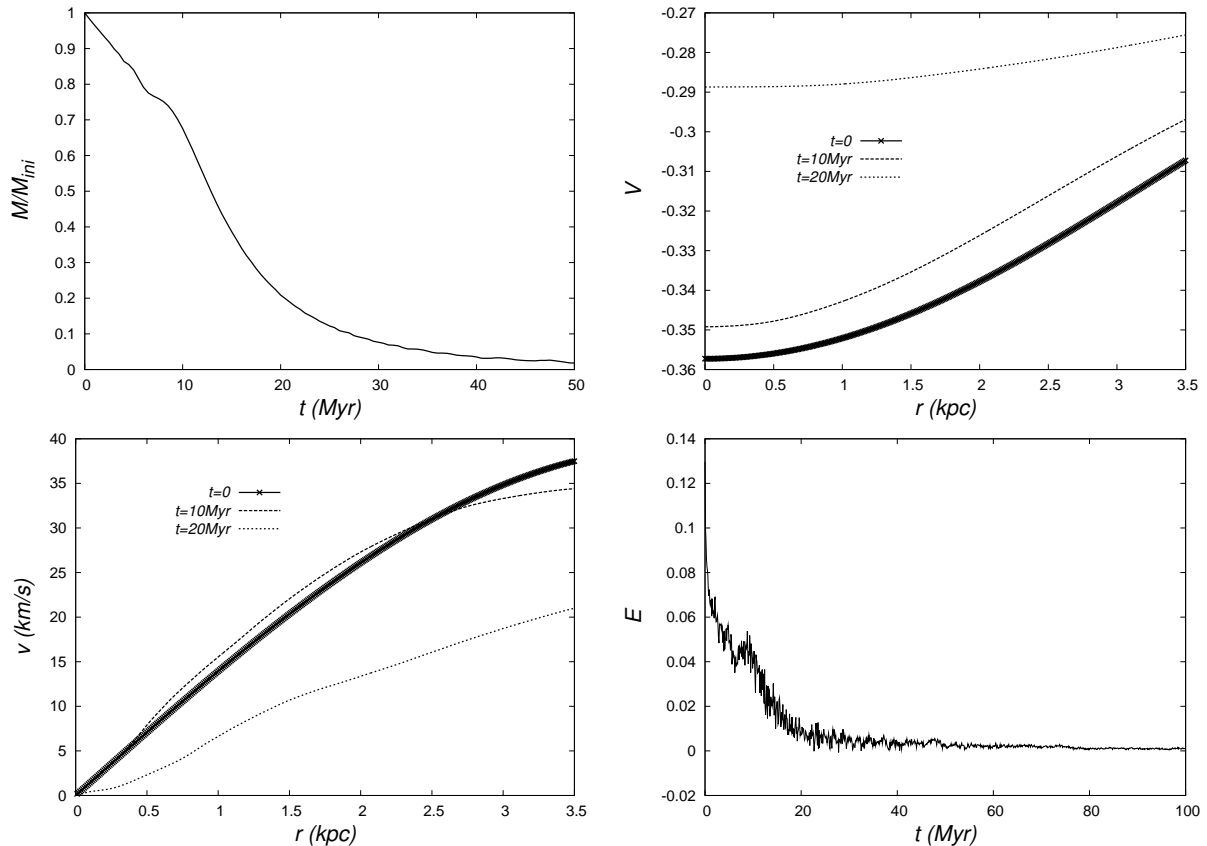 1
0.9
0.8
0.7
0.6
0.5
0.4
0.3
0.2
0.1
0
M/M_ini
0 10 20 30 40 50
t (Myr)
-0.27
-0.28
-0.29
-0.3
-0.31
-0.32
-0.33
-0.34
-0.35
-0.36
V
t=0
t=10Myr
t=20Myr
0 0.5 1 1.5 2 2.5 3 3.5
r (kpc)
40
35
30
25
20
15
10
5
0
v (km/s)
t=0
t=10Myr
t=20Myr
0 0.5 1 1.5 2 2.5 3 3.5
r (kpc)
0.14
0.12
0.1
0.08
0.06
0.04
0.02
0
-0.02
E
0 20 40 60 80 100
t (Myr)